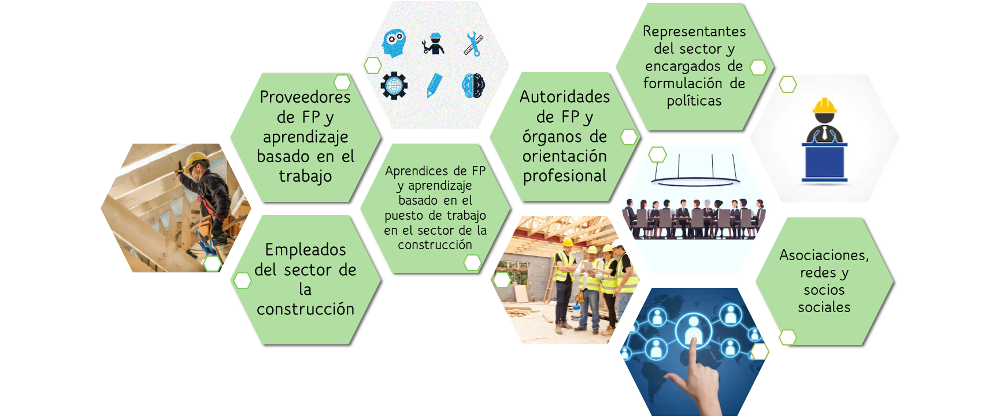 Proveedores
de FP y
aprendizaje
basado en el
trabajo
Empleados
del sector de
la
construcción
Aprendices de FP
y aprendizaje
basado en el
puesto de trabajo
en el sector de la
construcción
Autoridades
de FP y
órganos de
orientación
profesional
Representantes
del sector y
encargados de
formulación de
políticas
Asociaciones,
redes y
socios
sociales